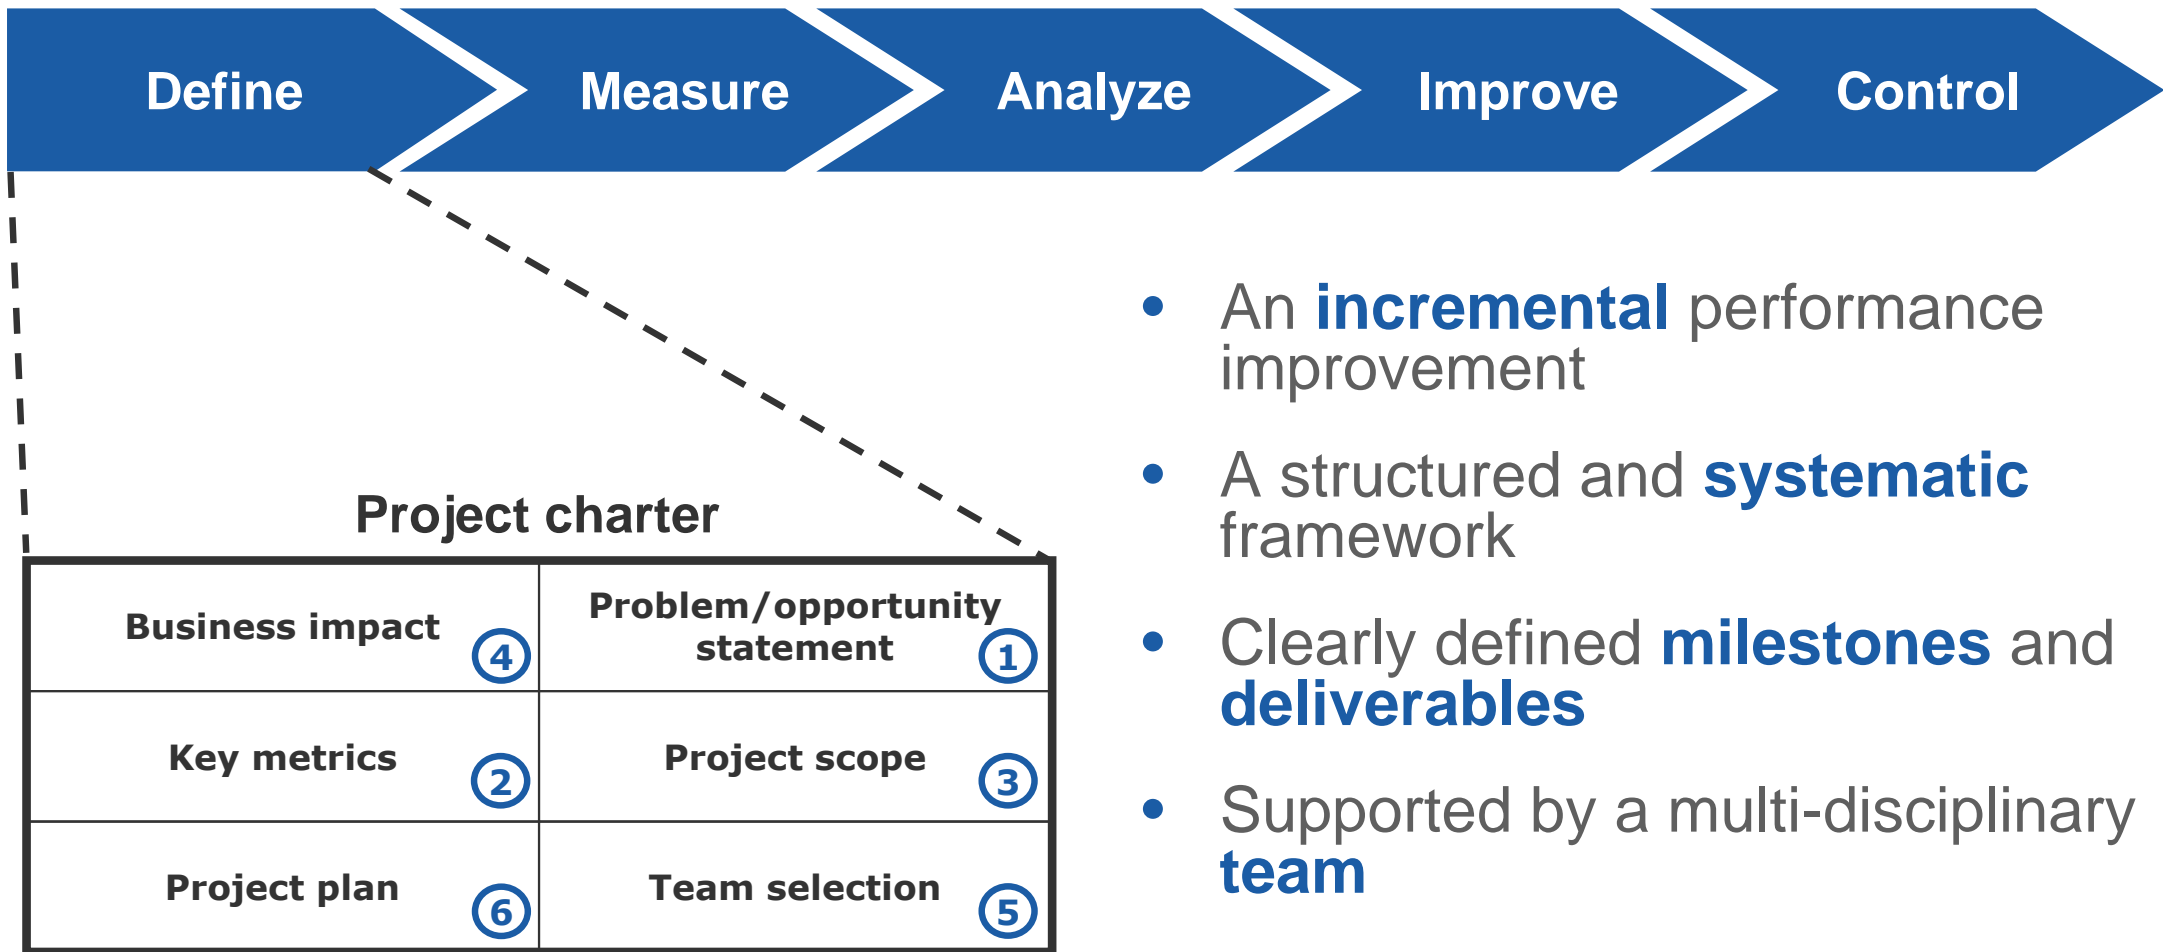 Define
Measure
Analyze
Improve
Control
Project charter
Business impact
4
Problem/opportunity
statement
1
Key metrics
2
Project scope
3
Project plan
6
Team selection
5
• An incremental performance
improvement
• A structured and systematic
framework
• Clearly defined milestones and
deliverables
• Supported by a multi-disciplinary
team